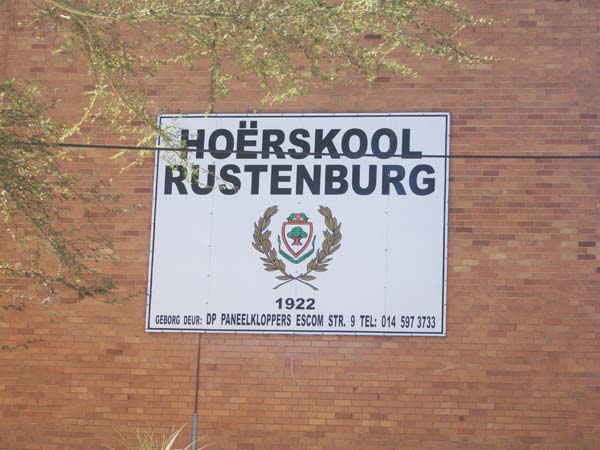 HOËRSKOOL
RUSTENBURG
1922
GEBORG DEUR: DP PANEELKLOPPERS ESCOM STR. 9 TEL: 014 597 3733